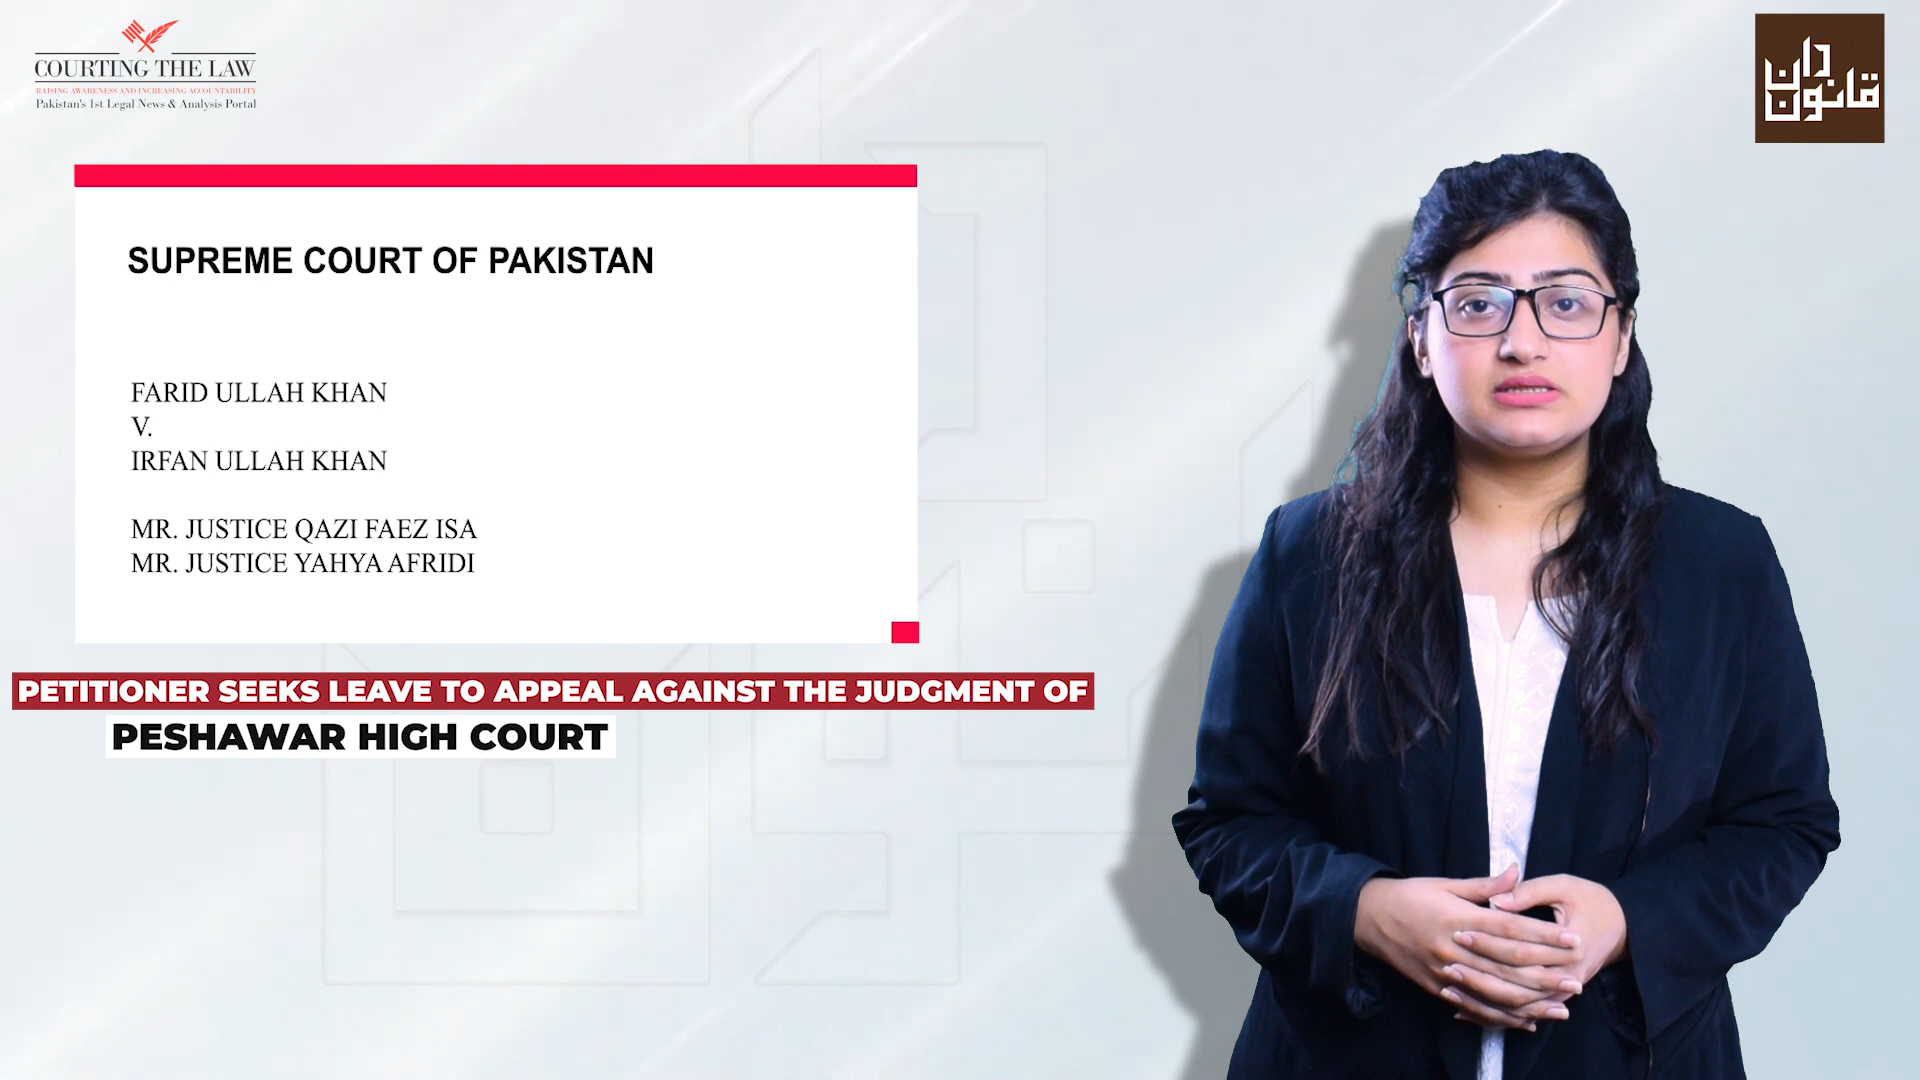 COURTING THE LAW
RAISING AWARENESS AND INCREASING ACCOUNTABILITY
Pakistan's 1st Legal News & Analysis Portal
قانون دان
SUPREME COURT OF PAKISTAN
FARID ULLAH KHAN
V.
IRFAN ULLAH KHAN
MR. JUSTICE QAZI FAEZ ISA
MR. JUSTICE YAHYA AFRIDI
PETITIONER SEEKS LEAVE TO APPEAL AGAINST THE JUDGMENT OF
PESHAWAR HIGH COURT